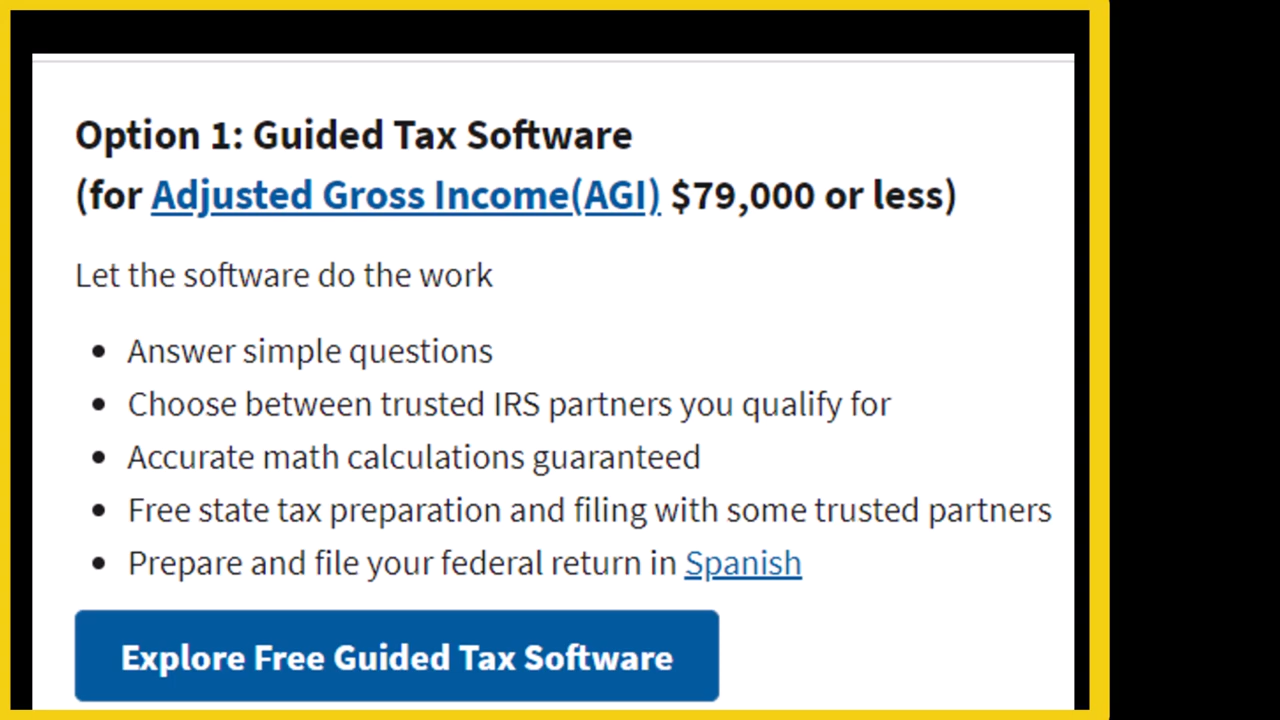 Option 1: Guided Tax Software
(for Adjusted Gross Income(AGI) $79,000 or less)
Let the software do the work
• Answer simple questions
• Choose between trusted IRS partners you qualify for
• Accurate math calculations guaranteed
• Free state tax preparation and filing with some trusted partners
• Prepare and file your federal return in Spanish
Explore Free Guided Tax Software